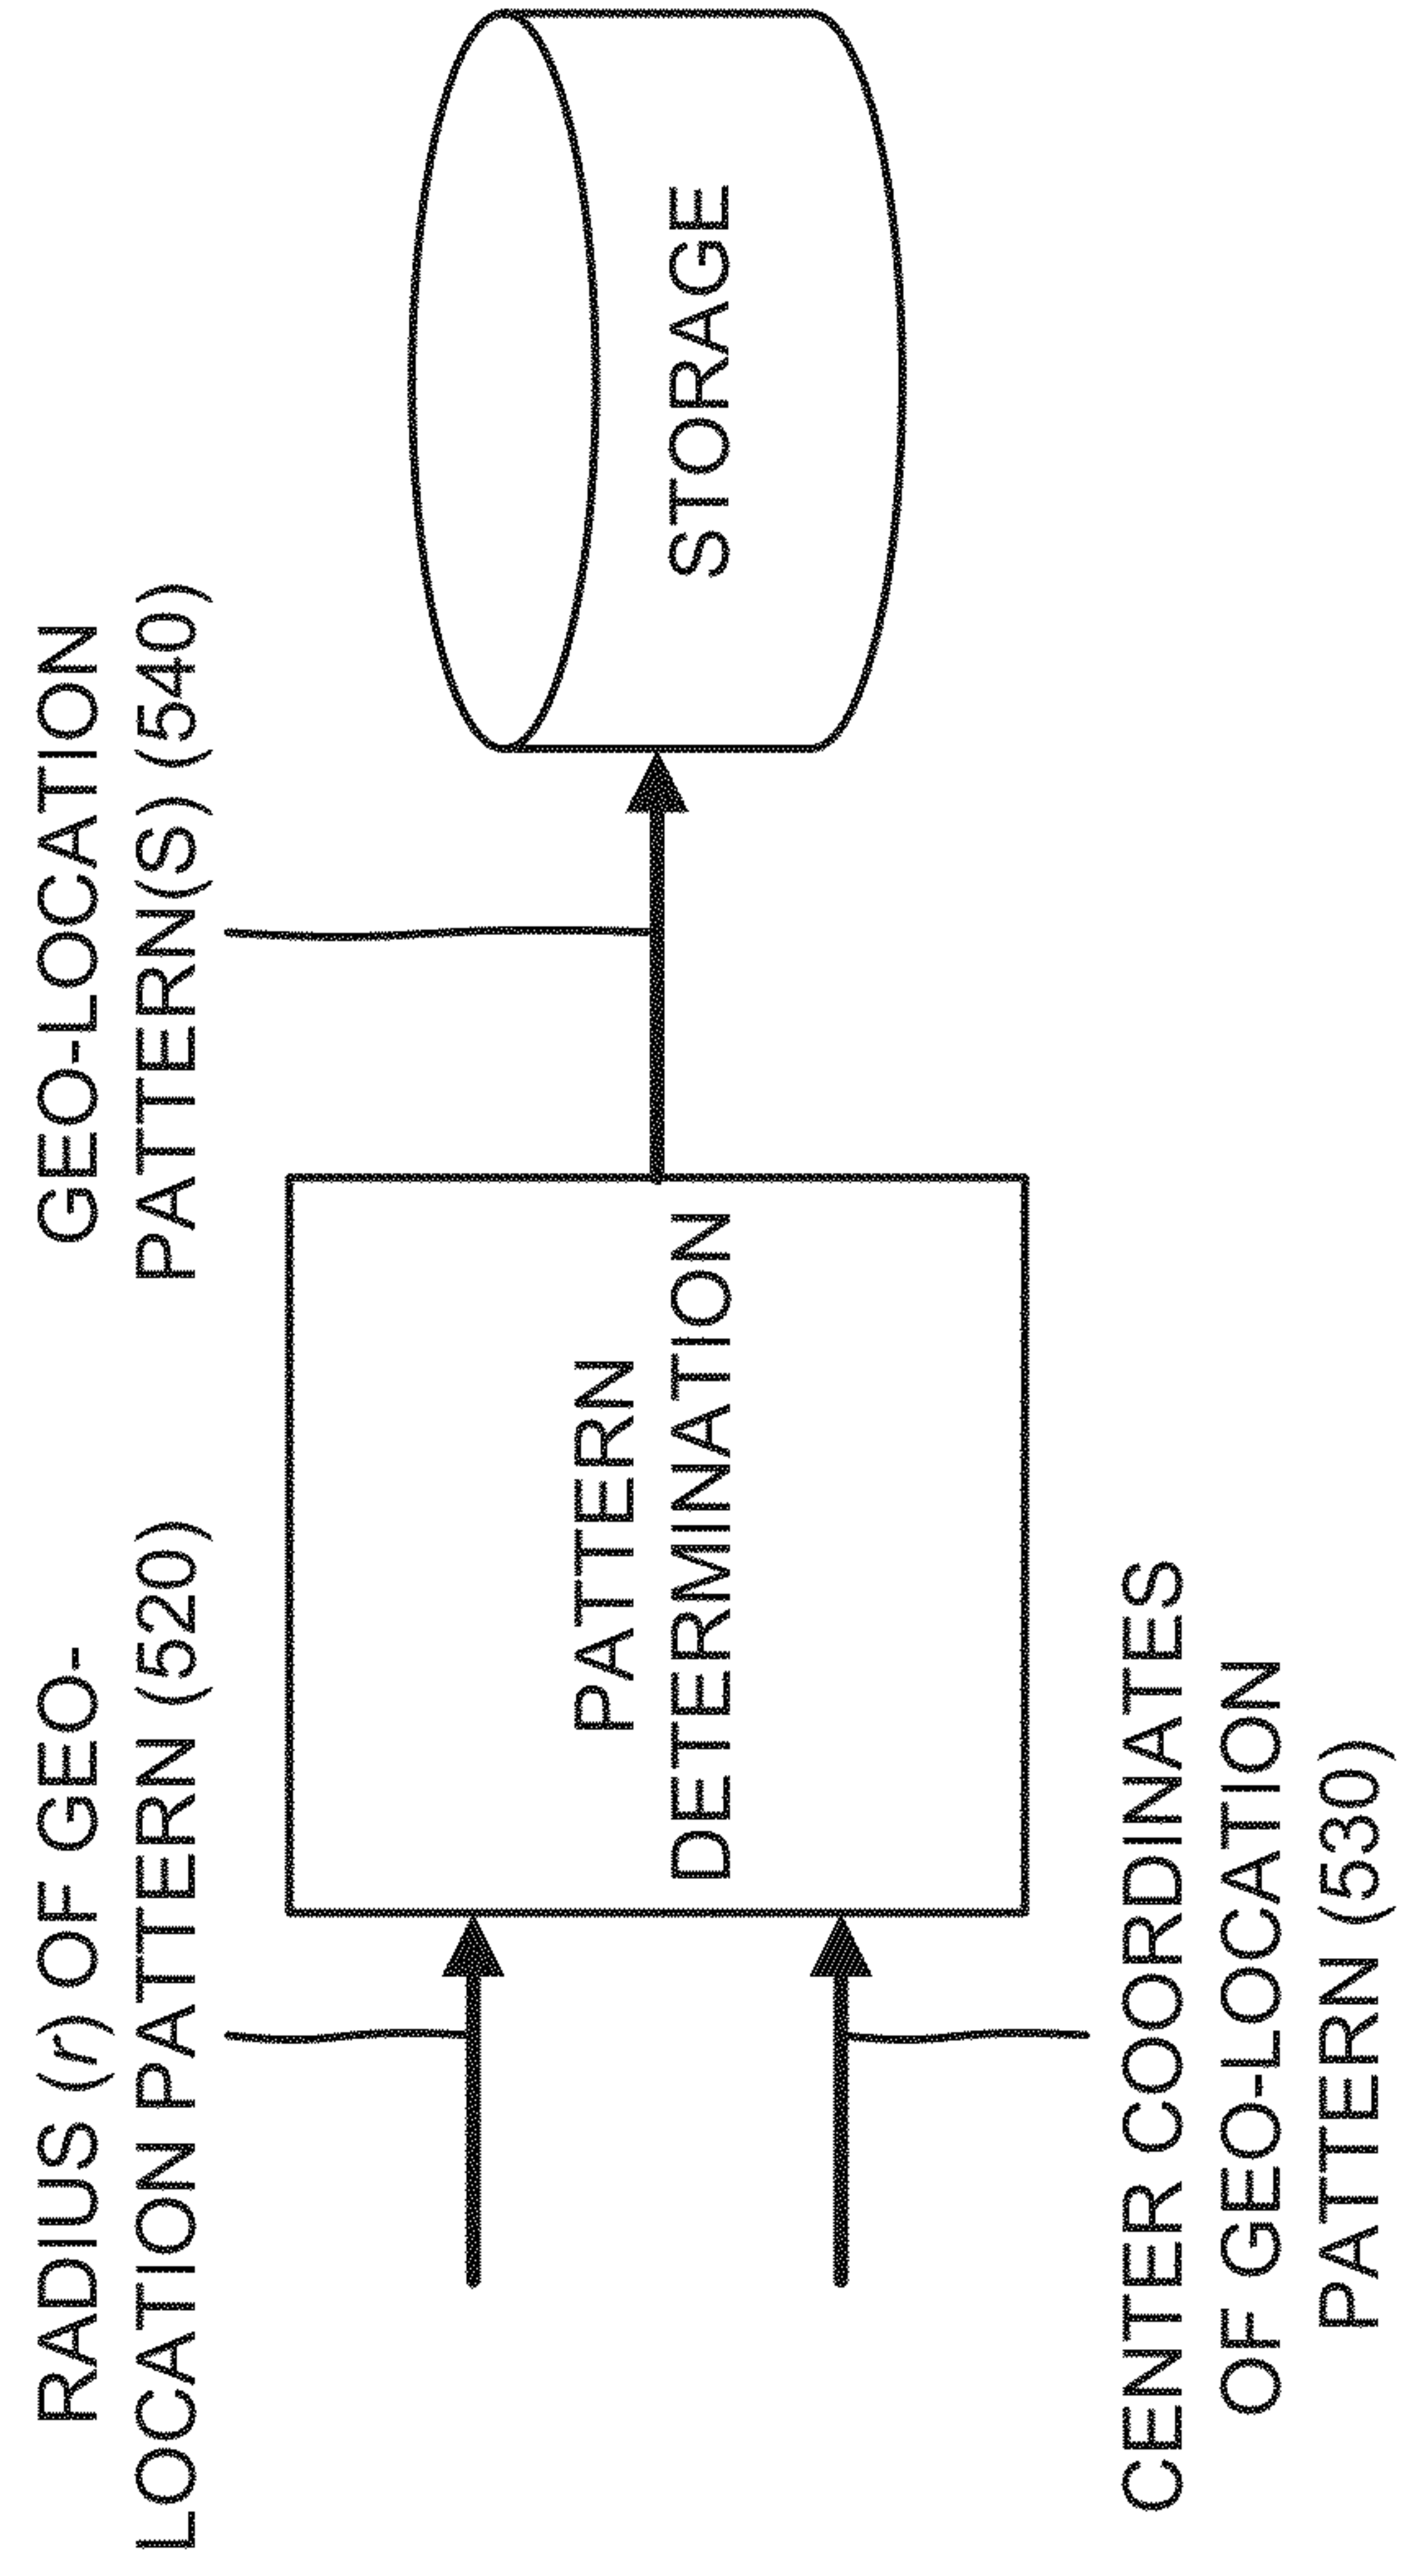 RADIUS (r) OF GEO-
LOCATION PATTERN (520)
GEO-LOCATION
PATTERN(S) (540)
PATTERN
DETERMINATION
STORAGE
CENTER COORDINATES
OF GEO-LOCATION
PATTERN (530)